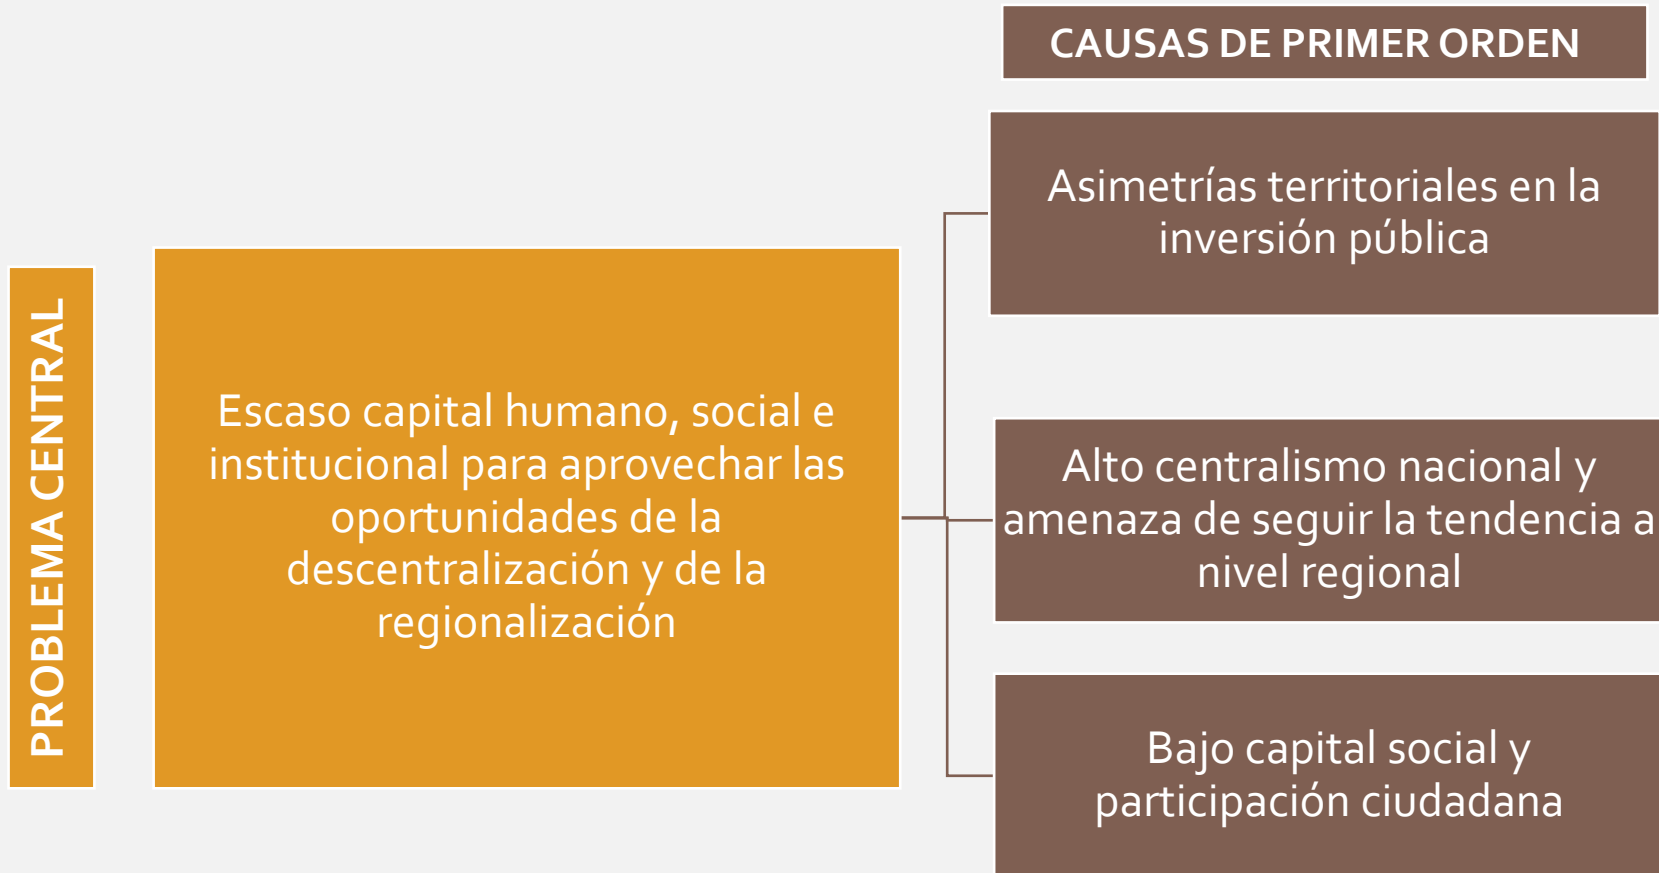 CAUSAS DE PRIMER ORDEN
Asimetrías territoriales en la
inversión pública
PROBLEMA CENTRAL
Escaso capital humano, social e
institucional para aprovechar las
oportunidades de la
descentralización y de la
regionalización
Alto centralismo nacional y
amenaza de seguir la tendencia a
nivel regional
Bajo capital social y
participación ciudadana